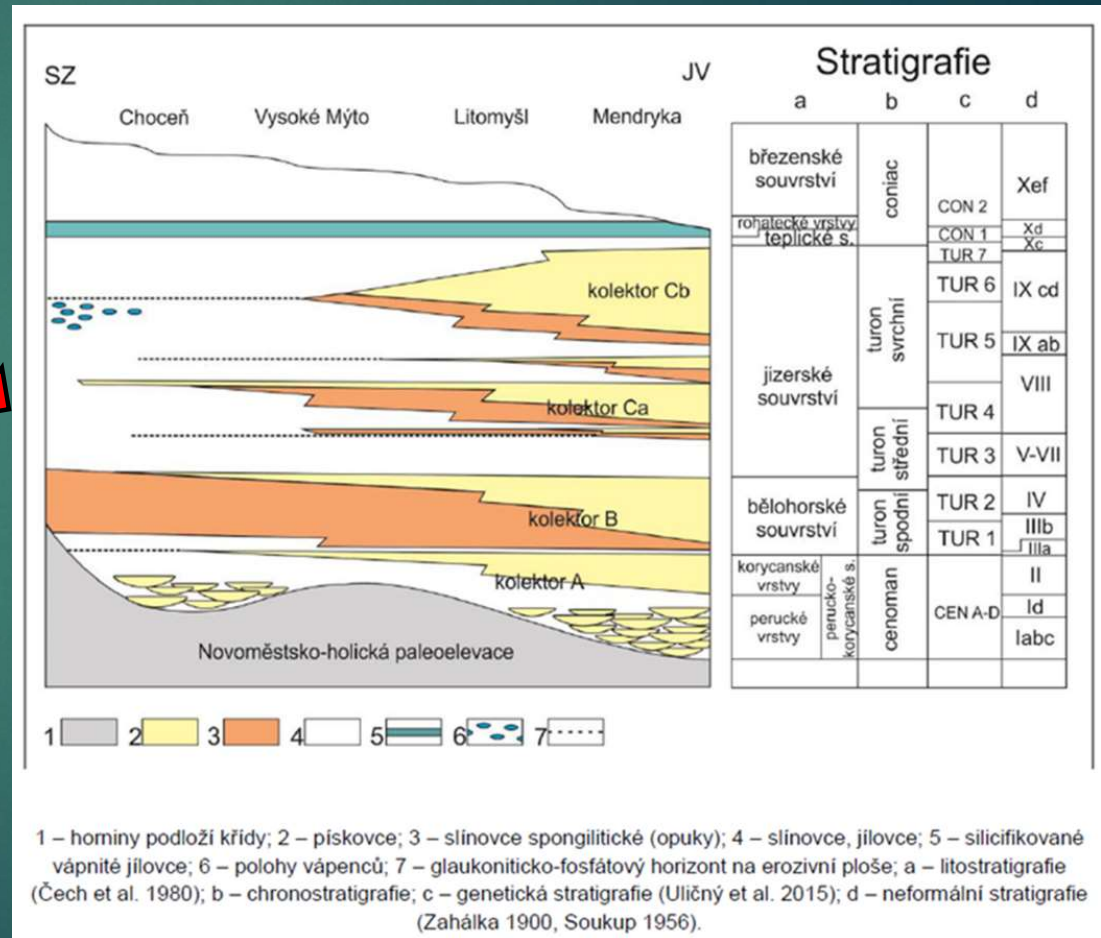 SZ
JV
Choceň
Vysoké Mýto
Litomyšl
Mendryka
kolektor Cb
kolektor Ca
kolektor B
kolektor A
Novoměstsko-holická paleoelevace
1
2
3
4
5
6
7
Stratigrafie
a
b
c
d
březenské
souvrství
rohatecké vrstvy
teplické s.
jizerské
souvrství
bělohorské
souvrství
korycanské
vrstvy
perucké
vrstvy
perucko-
korycanské s.
coniac
turon
svrchní
turon
střední
turon
spodní
cenoman
CON 2
CON 1
TUR 7
TUR 6
TUR 5
TUR 4
TUR 3
TUR 2
TUR 1
CEN A-D
Xef
Xd
Xc
IX cd
IX ab
VIII
V-VII
IV
IIIb
IIIa
II
Id
Iabc
1 – horniny podloží křídy; 2 – pískovce; 3 – slínovce spongilitické (opuky); 4 – slínovce, jílovce; 5 – silicifikované
vápnité jílovce; 6 – polohy vápenců; 7 – glaukoniticko-fosfátový horizont na erozivní ploše; a – litostratigrafie
(Čech et al. 1980); b – chronostratigrafie; c – genetická stratigrafie (Uličný et al. 2015); d – neformální stratigrafie
(Zahálka 1900, Soukup 1956).